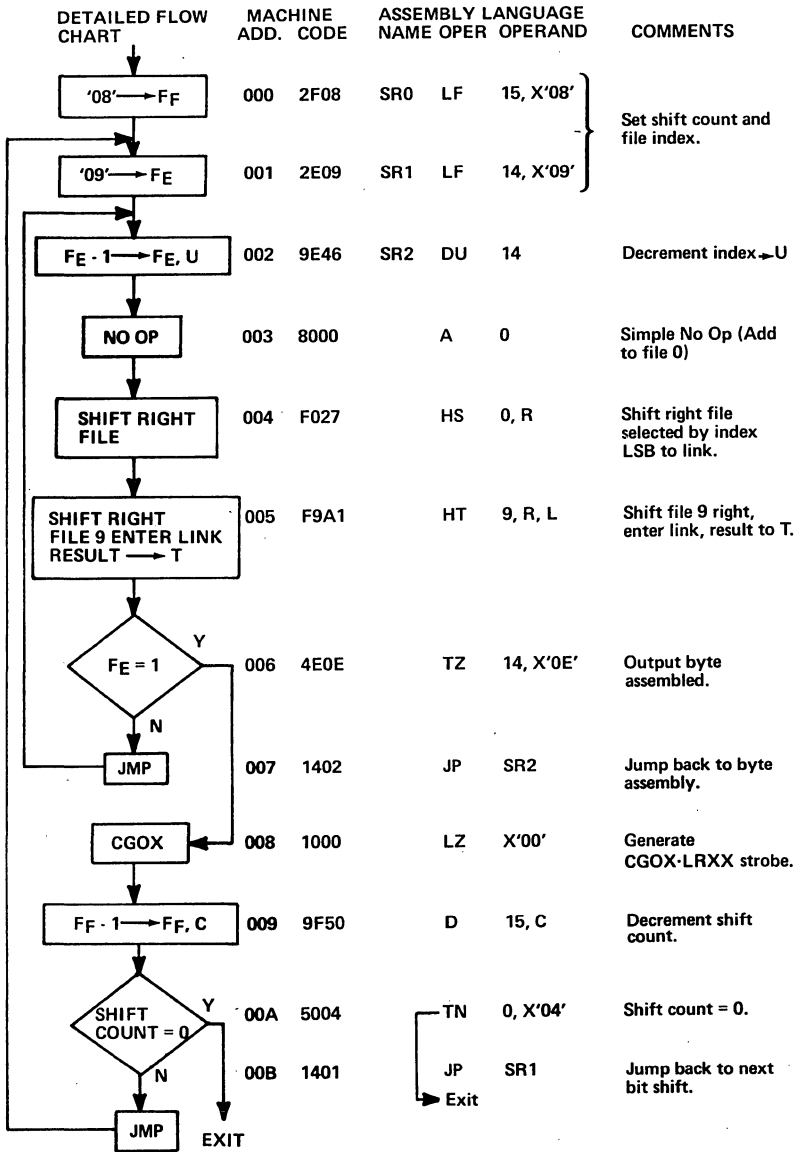 DETAILED FLOW CHART MACHINE ADD. CODE ASSEMBLY LANGUAGE NAME OPER OPERAND COMMENTS
'08' → FF 000 2F08 SR0 LF 15, X'08'
Set shift count and
file index.
'09' → FE 001 2E09 SR1 LF 14, X'09'
FE - 1 → FE, U 002 9E46 SR2 DU 14 Decrement index → U
NO OP 003 8000 A 0 Simple No Op (Add
to file 0)
SHIFT RIGHT 004 F027 HS 0, R Shift right file
FILE selected by index
LSB to link.
SHIFT RIGHT 005 F9A1 HT 9, R, L Shift file 9 right,
FILE 9 ENTER LINK enter link, result to T.
RESULT → T
Y
FE = 1 006 4E0E TZ 14, X'0E' Output byte
assembled.
N
JMP 007 1402 JP SR2 Jump back to byte
assembly.
CGOX 008 1000 LZ X'00' Generate
CGOX·LRXX strobe.
FF - 1 → FF, C 009 9F50 D 15, C Decrement shift
count.
SHIFT Y 00A 5004 TN 0, X'04' Shift count = 0.
COUNT = 0
N 00B 1401 JP SR1 Jump back to next
bit shift.
Exit
JMP
EXIT